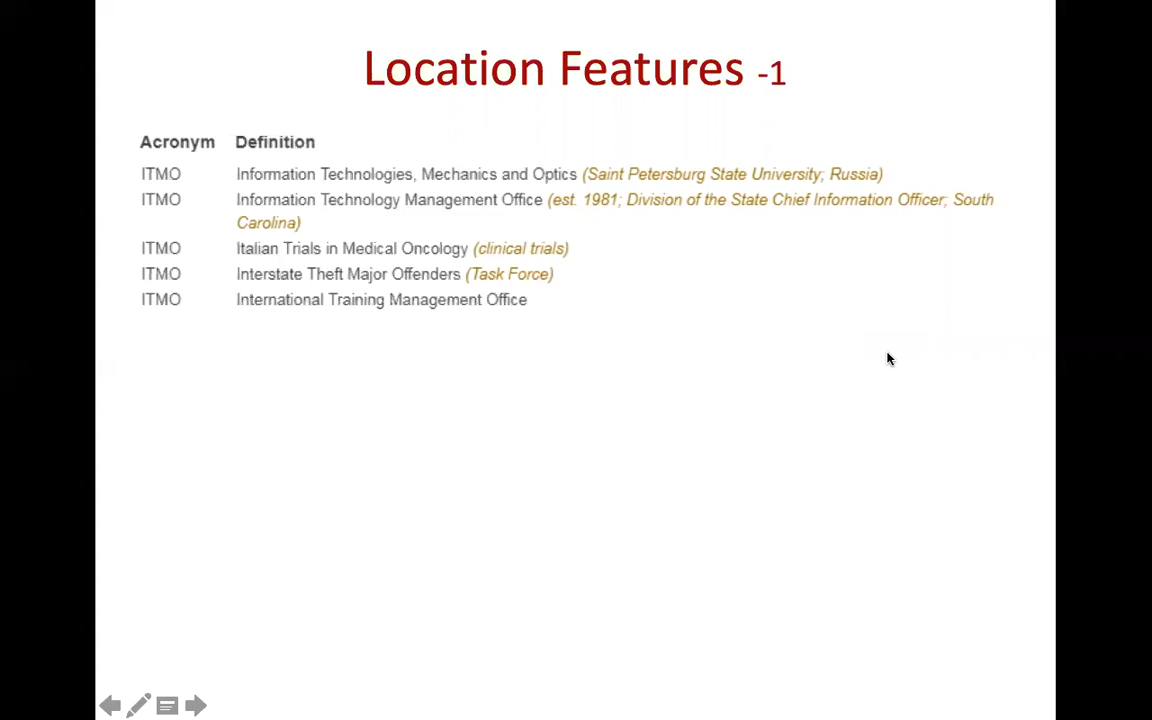 Location Features -1
Acronym Definition
ITMO Information Technologies, Mechanics and Optics (Saint Petersburg State University; Russia)
ITMO Information Technology Management Office (est. 1981; Division of the State Chief Information Officer; South
Carolina)
ITMO Italian Trials in Medical Oncology (clinical trials)
ITMO Interstate Theft Major Offenders (Task Force)
ITMO International Training Management Office